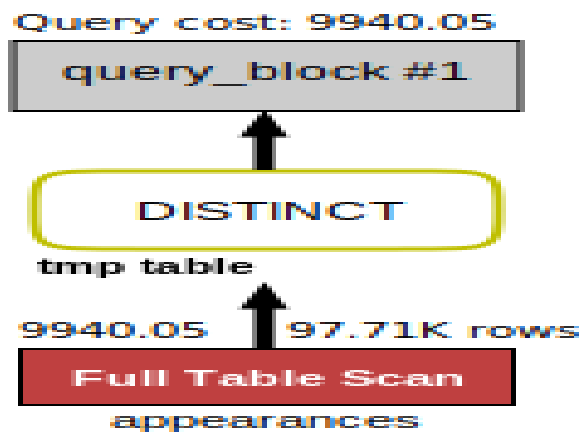 Query cost: 9940.05
query_block #1
DISTINCT
tmp table
9940.05 97.71K rows
Full Table Scan
appearances